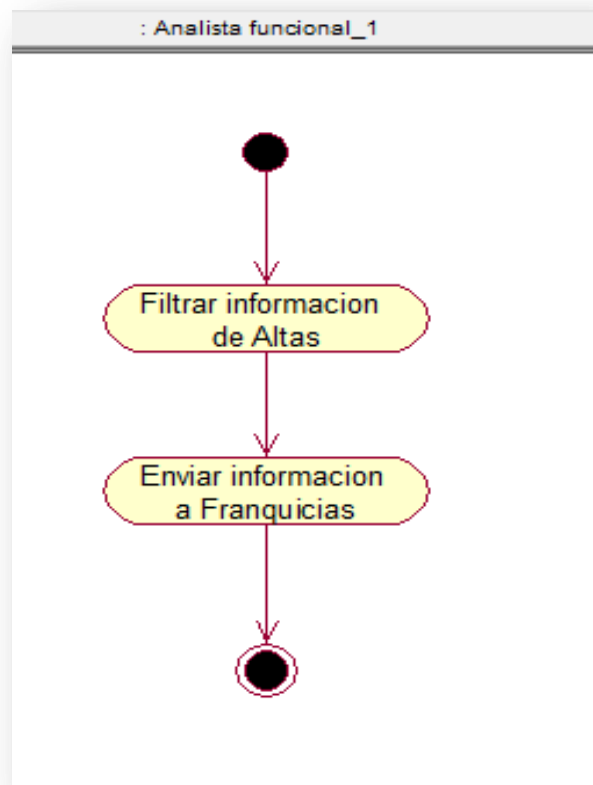 : Analista funcional_1
Filtrar informacion
de Altas
Enviar informacion
a Franquicias